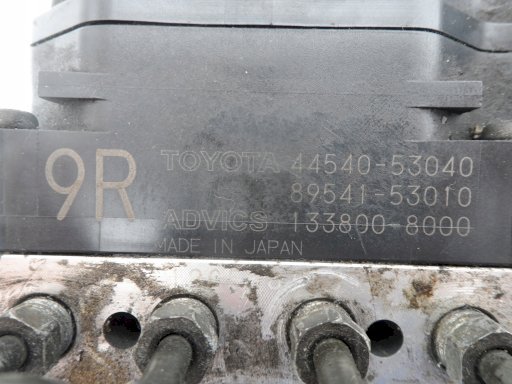 9R
TOYOTA 44540-53040
89541-53010
ADVICS 133800-8000
MADE IN JAPAN